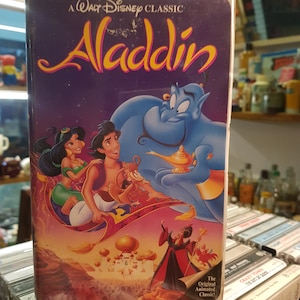 A WALT DISNEY CLASSIC
Aladdin
The
Original
Animated
Classic!